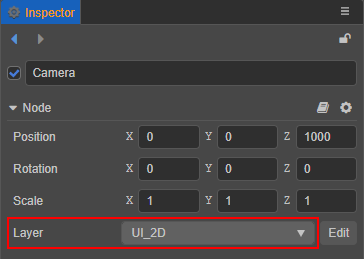 Inspector
Camera
Node
Position X 0 Y 0 Z 1000
Rotation X 0 Y 0 Z 0
Scale X 1 Y 1 Z 1
Layer UI_2D Edit